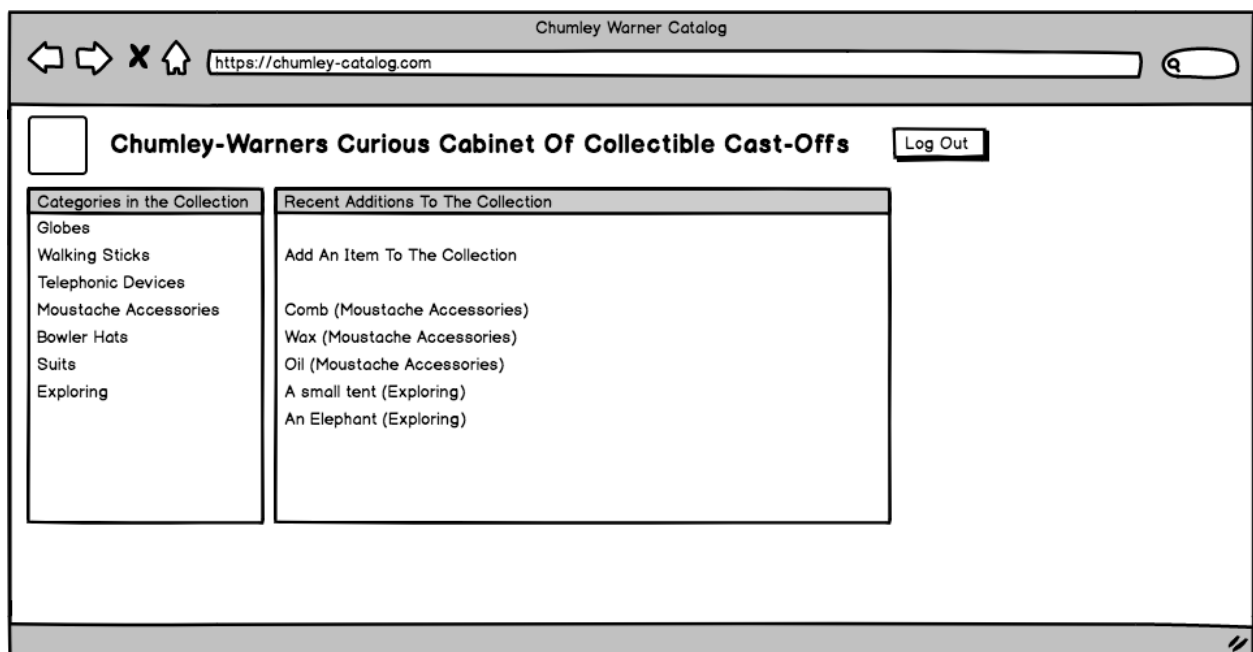 Chumley Warner Catalog
https://chumley-catalog.com
Chumley-Warners Curious Cabinet Of Collectible Cast-Offs
Log Out
Categories in the Collection
Globes
Walking Sticks
Telephonic Devices
Moustache Accessories
Bowler Hats
Suits
Exploring
Recent Additions To The Collection
Add An Item To The Collection
Comb (Moustache Accessories)
Wax (Moustache Accessories)
Oil (Moustache Accessories)
A small tent (Exploring)
An Elephant (Exploring)